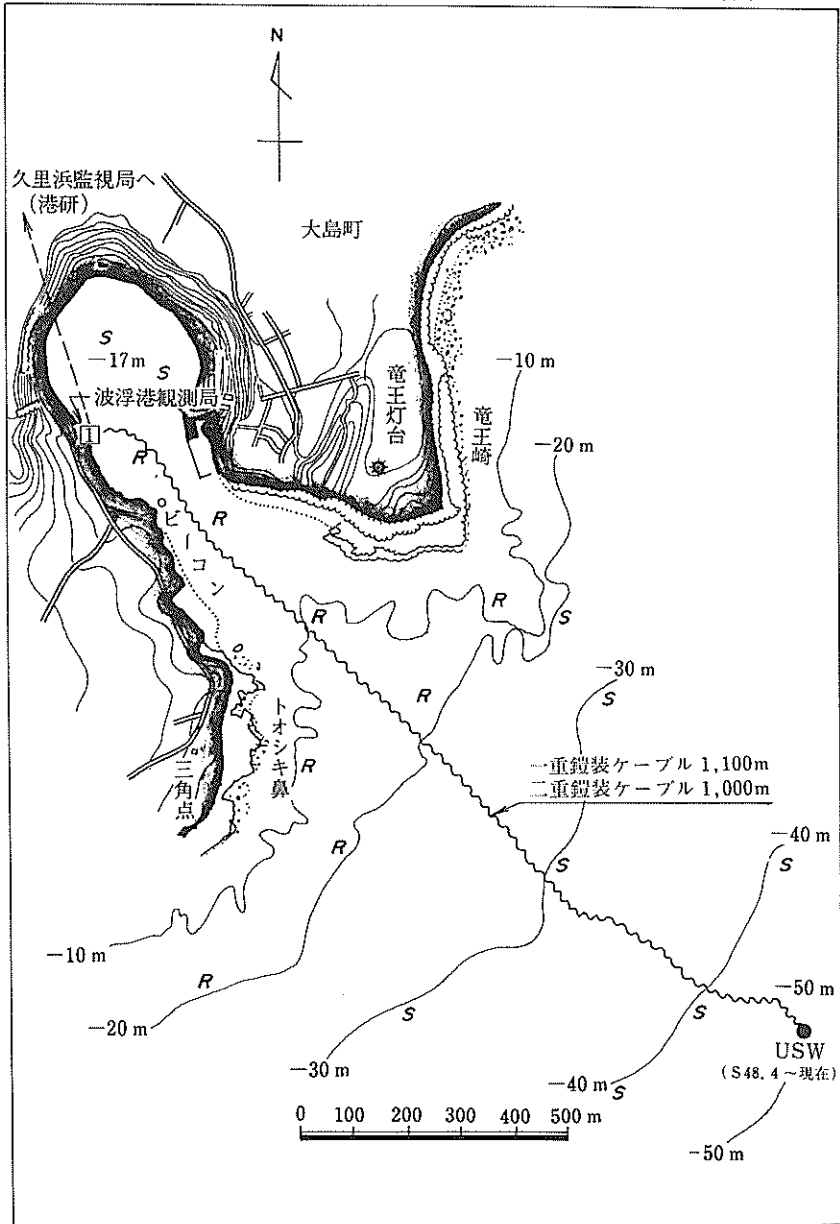 N
久里浜監視局へ
(港研)
大島町
S
-17m
S
波浮港観測局
1
R
R
ビーコン
竜王灯台
竜王崎
-10 m
-20 m
R
R
S
-30 m
S
R
トオシキ鼻
R
三角点
一重鎧装ケーブル 1,100m
二重鎧装ケーブル 1,000m
R
S
-40 m
S
-10 m
R
-20 m
S
-30 m
S
-50 m
USW
(S48. 4～現在)
-40 m
S
-50 m
0 100 200 300 400 500 m